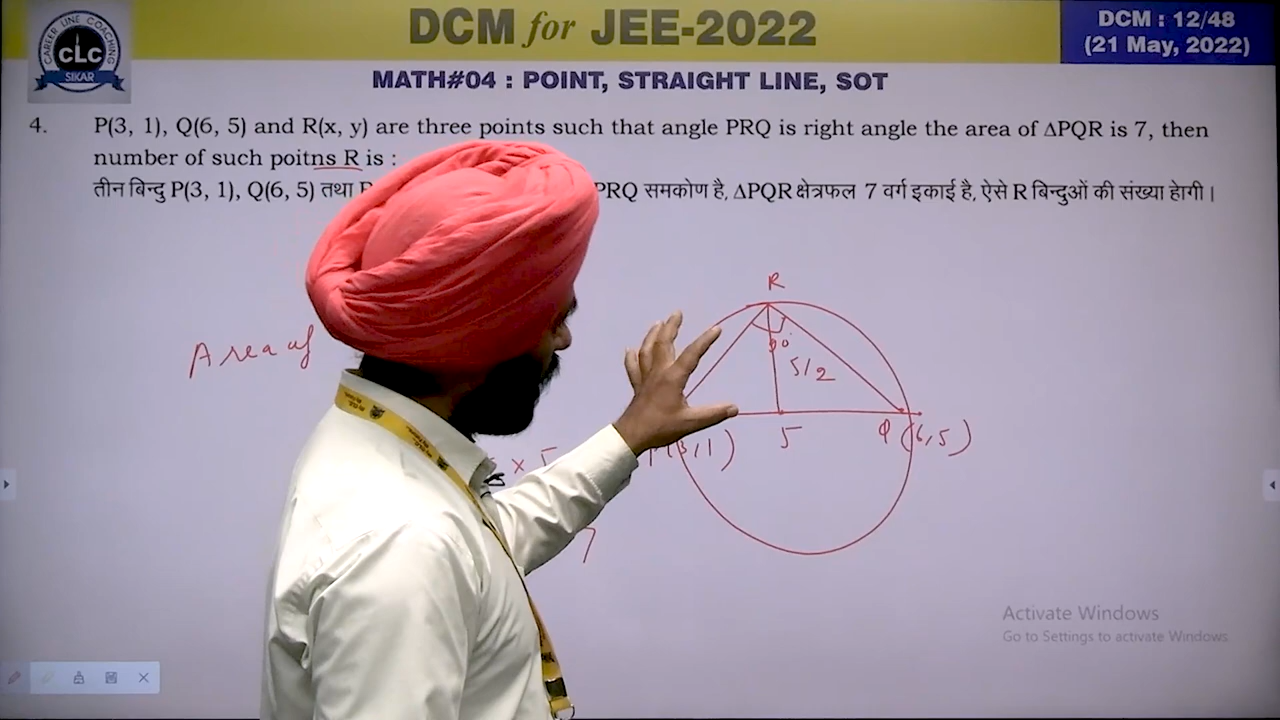 DCM for JEE-2022
DCM : 12/48
(21 May, 2022)
CAREER LINE COACHING
CLC
SIKAR
MATH#04 : POINT, STRAIGHT LINE, SOT
4. P(3, 1), Q(6, 5) and R(x, y) are three points such that angle PRQ is right angle the area of ΔPQR is 7, then
number of such poitns R is :
तीन बिन्दु P(3, 1), Q(6, 5) तथा PRQ समकोण है, ΔPQR क्षेत्रफल 7 वर्ग इकाई है, ऐसे R बिन्दुओं की संख्या होगी।
R
90°
5/2
Area of
(3,1)
5
Q(6,5)
× 5
7
Activate Windows
Go to Settings to activate Windows.